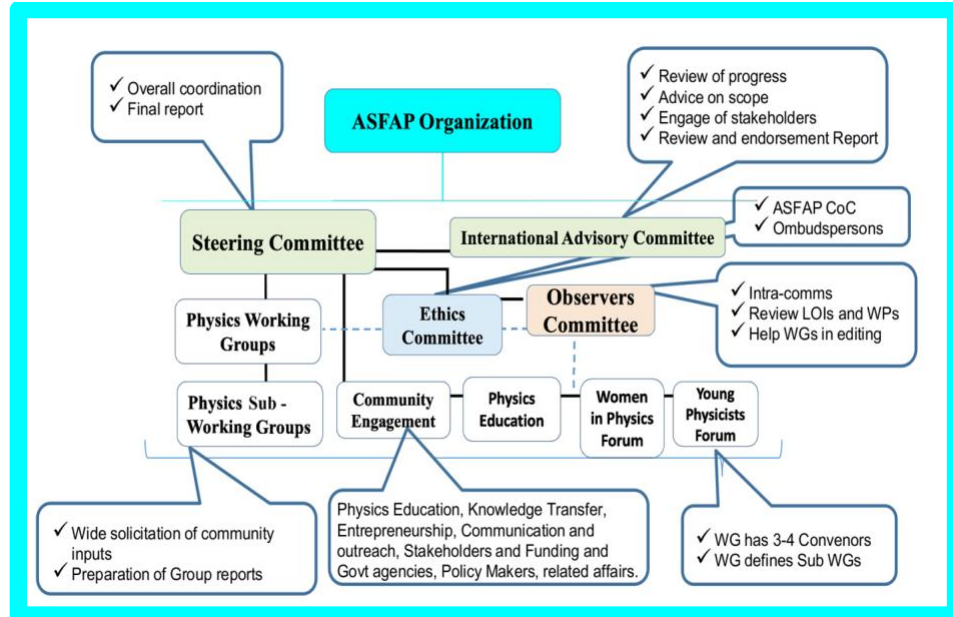 ✓ Overall coordination
✓ Final report
ASFAP Organization
✓ Review of progress
✓ Advice on scope
✓ Engage of stakeholders
✓ Review and endorsement Report
Steering Committee
International Advisory Committee
✓ ASFAP CoC
✓ Ombudspersons
Physics Working
Groups
Ethics
Committee
Observers
Committee
✓ Intra-comms
✓ Review LOIs and WPs
✓ Help WGs in editing
Physics Sub -
Working Groups
Community
Engagement
Physics
Education
Women
in Physics
Forum
Young
Physicists
Forum
✓ Wide solicitation of community
inputs
✓ Preparation of Group reports
Physics Education, Knowledge Transfer,
Entrepreneurship, Communication and
outreach, Stakeholders and Funding and
Govt agencies, Policy Makers, related affairs.
✓ WG has 3-4 Convenors
✓ WG defines Sub WGs